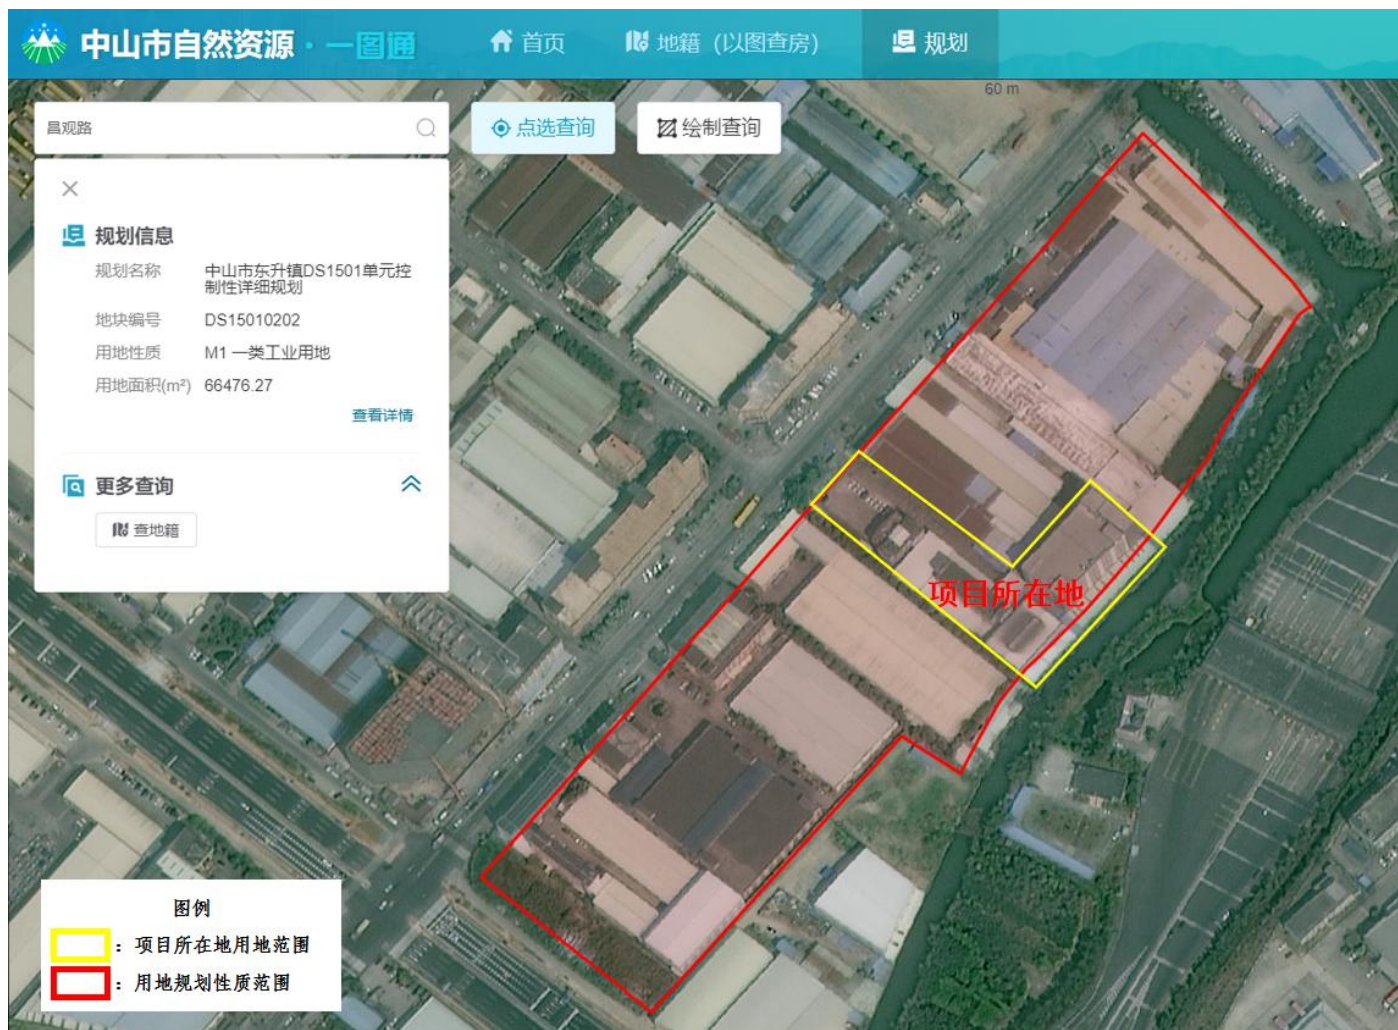 中山市自然资源·一图通
首页
地籍（以图查房）
规划
60 m
昌观路
点选查询
绘制查询
规划信息
规划名称 中山市东升镇DS1501单元控
制性详细规划
地块编号 DS15010202
用地性质 M1 一类工业用地
用地面积(m²) 66476.27
查看详情
更多查询
查地籍
项目所在地
图例
：项目所在地用地范围
：用地规划性质范围